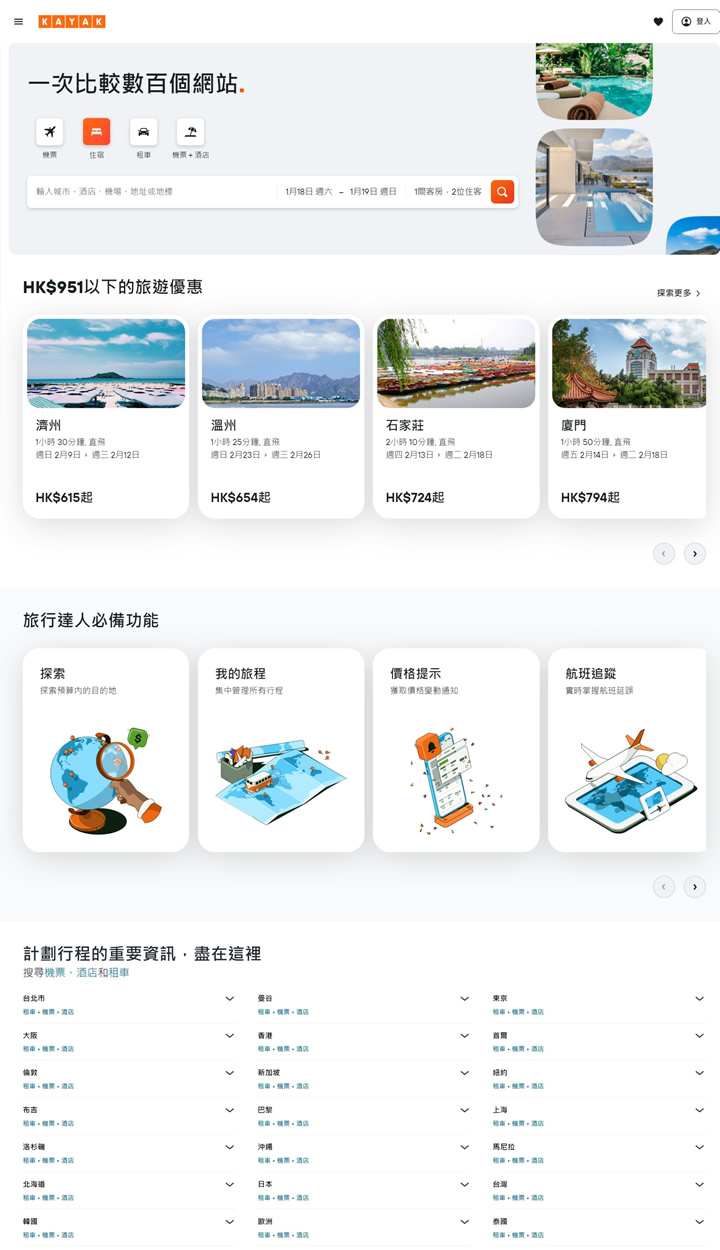 KAYAK
登入
一次比較數百個網站.
機票
住宿
租車
機票 + 酒店
輸入城市、酒店、機場、地址或地標
1月18日 週六 – 1月19日 週日
1間客房，2位住客
HK$951以下的旅遊優惠
探索更多
濟州
1小時 30分鐘, 直飛
週日 2月9日 › 週三 2月12日
HK$615起
溫州
1小時 25分鐘, 直飛
週日 2月23日 › 週三 2月26日
HK$654起
石家莊
2小時 10分鐘, 直飛
週四 2月13日 › 週二 2月18日
HK$724起
廈門
1小時 50分鐘, 直飛
週五 2月14日 › 週二 2月18日
HK$794起
旅行達人必備功能
探索
探索預算內的目的地
我的旅程
集中管理所有行程
價格提示
獲取價格變動通知
航班追蹤
實時掌握航班延誤
計劃行程的重要資訊，盡在這裡
搜尋機票、酒店和租車
台北市
租車 • 機票 • 酒店
曼谷
租車 • 機票 • 酒店
東京
租車 • 機票 • 酒店
大阪
租車 • 機票 • 酒店
香港
租車 • 機票 • 酒店
首爾
租車 • 機票 • 酒店
倫敦
租車 • 機票 • 酒店
新加坡
租車 • 機票 • 酒店
紐約
租車 • 機票 • 酒店
布吉
租車 • 機票 • 酒店
巴黎
租車 • 機票 • 酒店
上海
租車 • 機票 • 酒店
洛杉磯
租車 • 機票 • 酒店
沖繩
租車 • 機票 • 酒店
馬尼拉
租車 • 機票 • 酒店
北海道
租車 • 機票 • 酒店
日本
租車 • 機票 • 酒店
台灣
租車 • 機票 • 酒店
韓國
租車 • 機票 • 酒店
歐洲
租車 • 機票 • 酒店
泰國
租車 • 機票 • 酒店